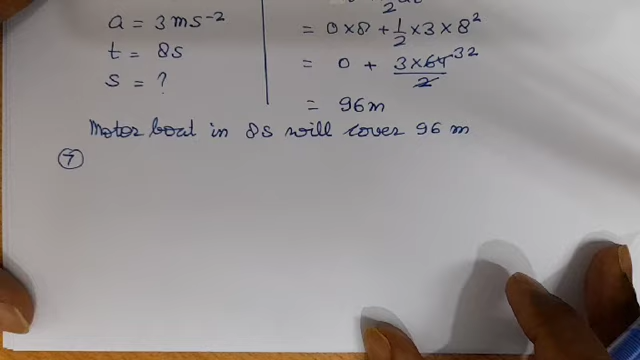 a = 3 ms⁻²
t = 8s
s = ?
= 0 × 8 + 1/2 × 3 × 8²
= 0 + 3 × 64 32 / 2
= 96m
Motor boat in 8s will cover 96 m
7